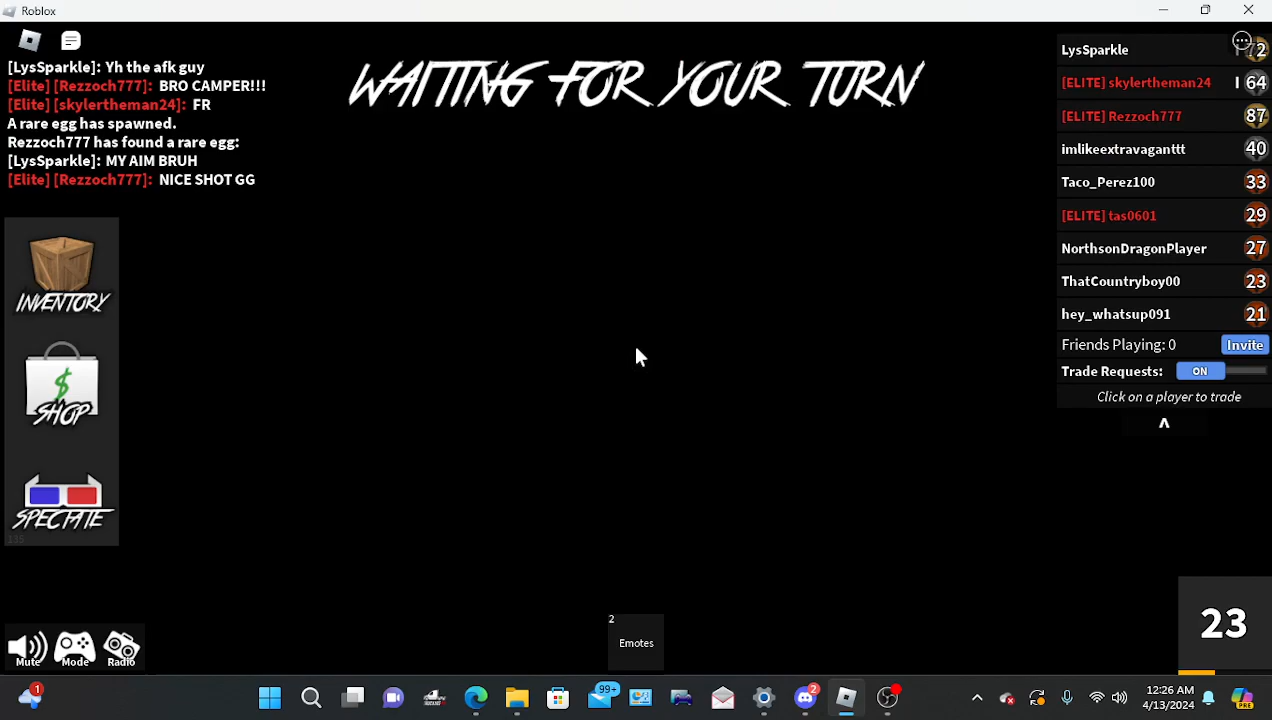 Roblox
WAITING FOR YOUR TURN
[LysSparkle]: Yh the afk guy
[Elite] [Rezzoch777]: BRO CAMPER!!!
[Elite] [skylertheman24]: FR
A rare egg has spawned.
Rezzoch777 has found a rare egg:
[LysSparkle]: MY AIM BRUH
[Elite] [Rezzoch777]: NICE SHOT GG
INVENTORY
SHOP
SPECTATE
135
Mute
Mode
Radio
2
Emotes
LysSparkle
[ELITE] skylertheman24 I 64
[ELITE] Rezzoch777 87
imlikeextravaganttt 40
Taco_Perez100 33
[ELITE] tas0601 29
NorthsonDragonPlayer 27
ThatCountryboy00 23
hey_whatsup091 21
Friends Playing: 0 Invite
Trade Requests: ON
Click on a player to trade
23
1
99+
2
12:26 AM
4/13/2024
PRE